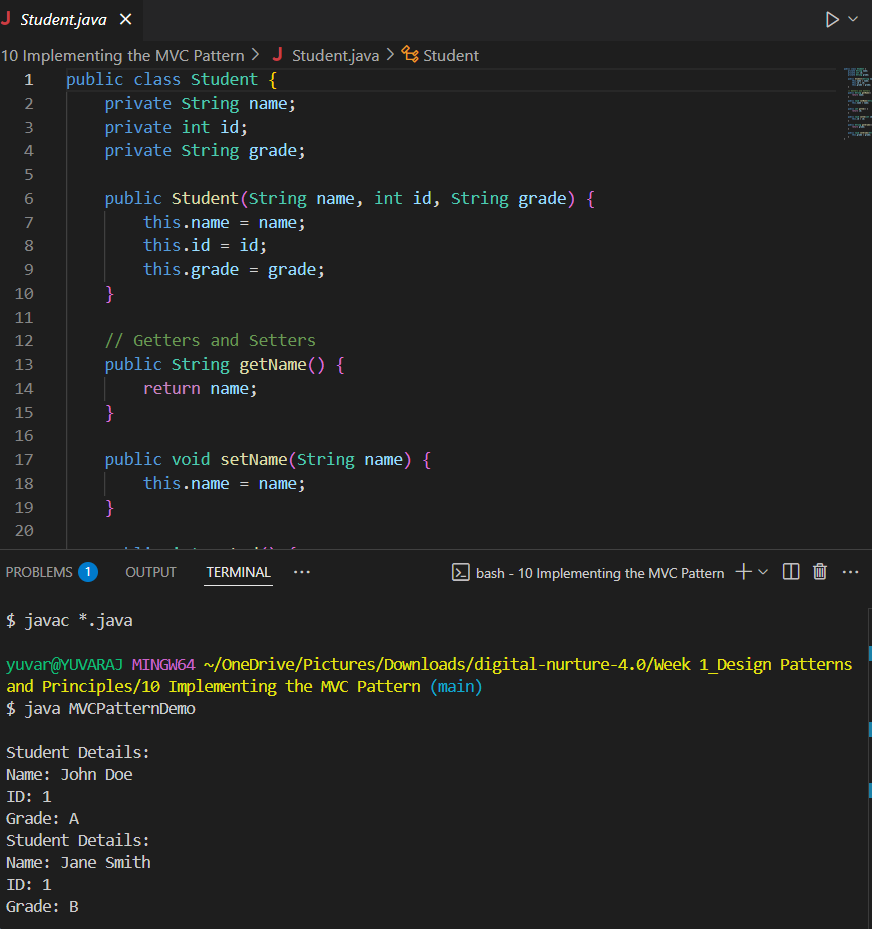 J Student.java ×
10 Implementing the MVC Pattern > J Student.java > Student
1 public class Student {
2     private String name;
3     private int id;
4     private String grade;
5
6     public Student(String name, int id, String grade) {
7         this.name = name;
8         this.id = id;
9         this.grade = grade;
10     }
11
12     // Getters and Setters
13     public String getName() {
14         return name;
15     }
16
17     public void setName(String name) {
18         this.name = name;
19     }
20
PROBLEMS 1 OUTPUT TERMINAL ··· bash - 10 Implementing the MVC Pattern
$ javac *.java
yuvar@YUVARAJ MINGW64 ~/OneDrive/Pictures/Downloads/digital-nurture-4.0/Week 1_Design Patterns
and Principles/10 Implementing the MVC Pattern (main)
$ java MVCPatternDemo
Student Details:
Name: John Doe
ID: 1
Grade: A
Student Details:
Name: Jane Smith
ID: 1
Grade: B